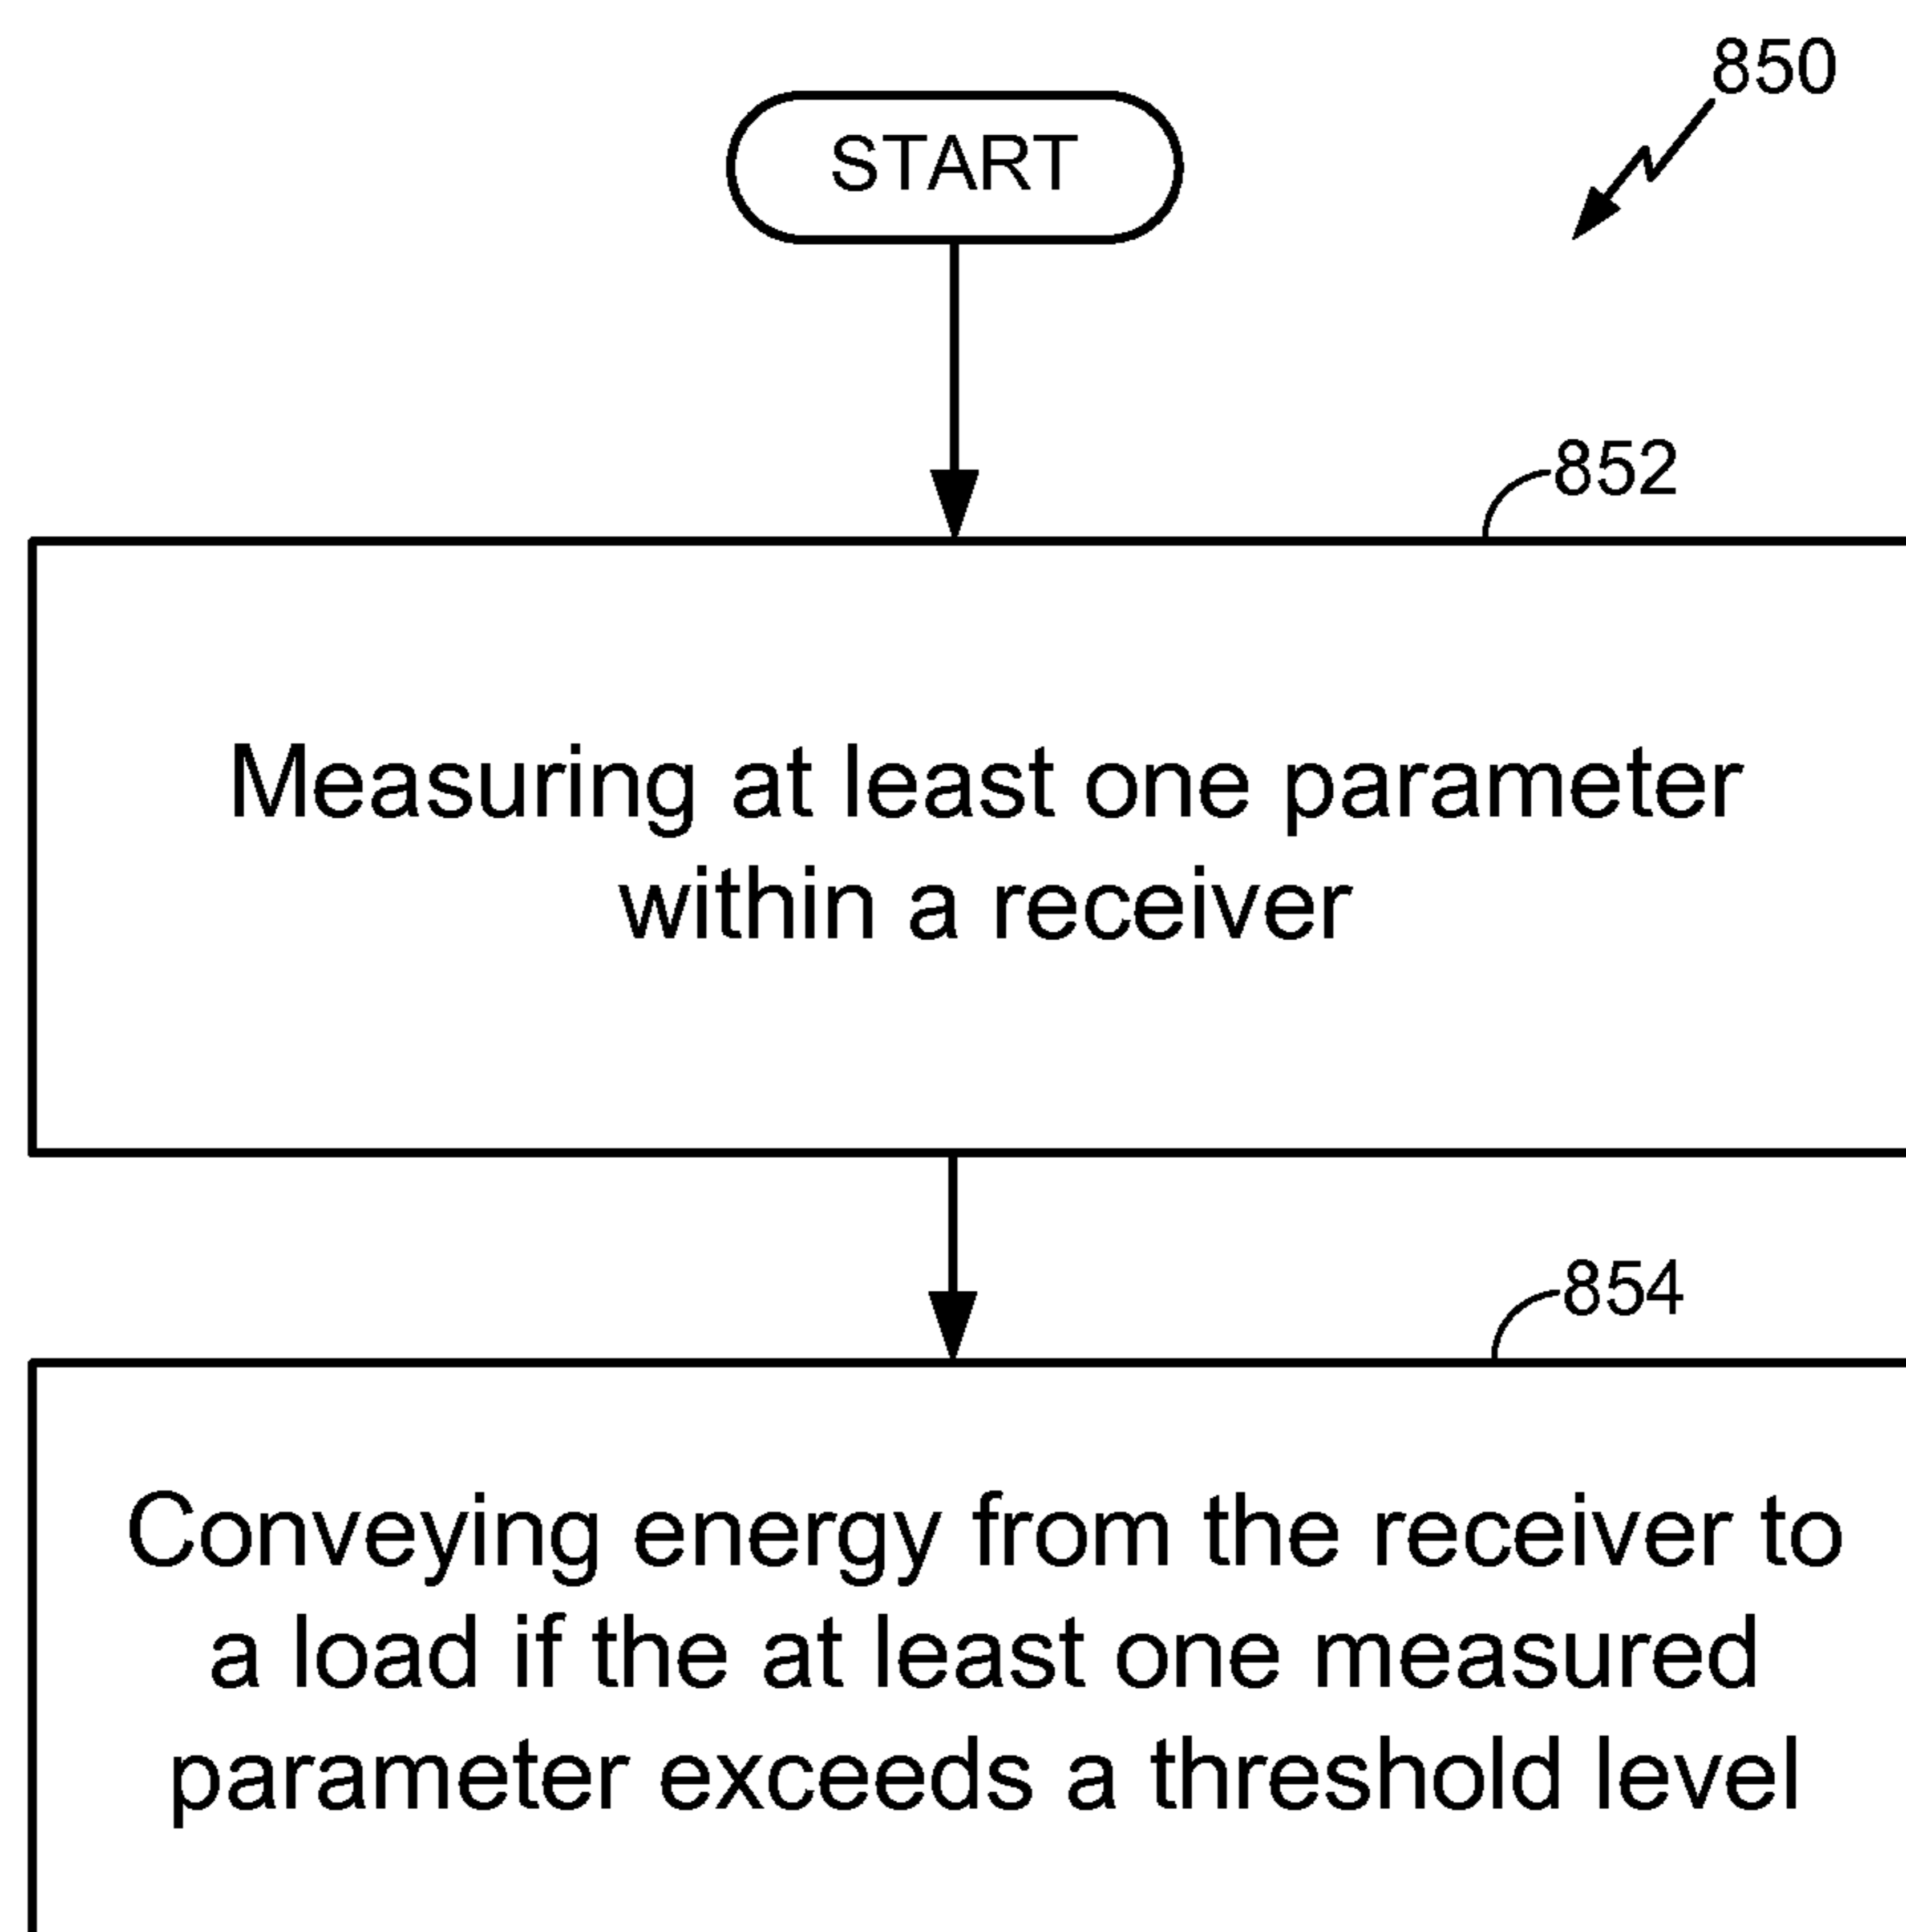 850
START
852
Measuring at least one parameter
within a receiver
854
Conveying energy from the receiver to
a load if the at least one measured
parameter exceeds a threshold level